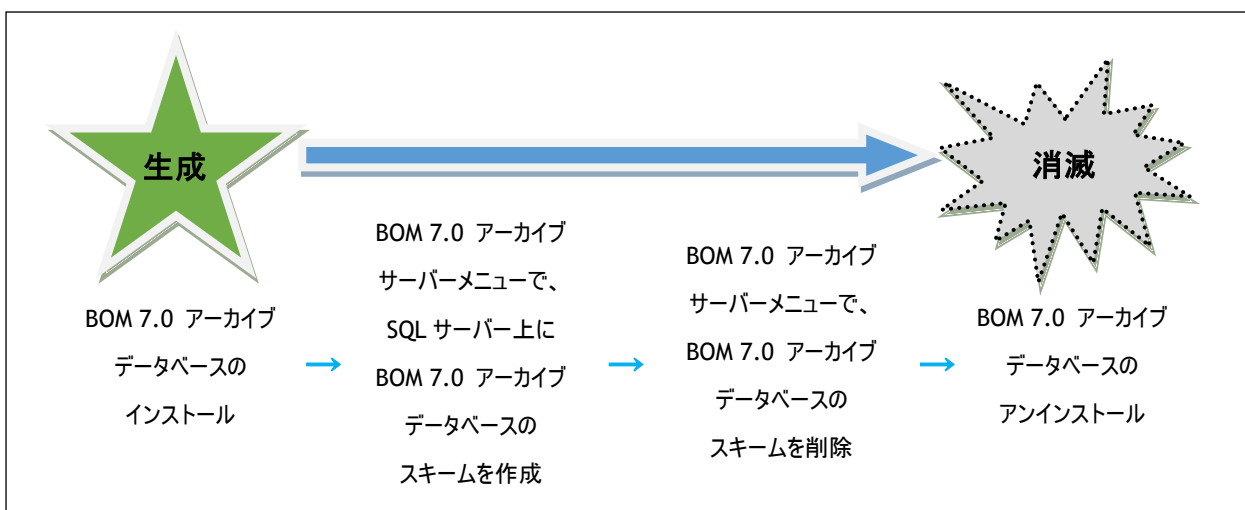 生成
消滅
BOM 7.0 アーカイブ
データベースの
インストール
→
BOM 7.0 アーカイブ
サーバーメニューで、
SQL サーバー上に
BOM 7.0 アーカイブ
データベースの
スキームを作成
→
BOM 7.0 アーカイブ
サーバーメニューで、
BOM 7.0 アーカイブ
データベースの
スキームを削除
→
BOM 7.0 アーカイブ
データベースの
アンインストール